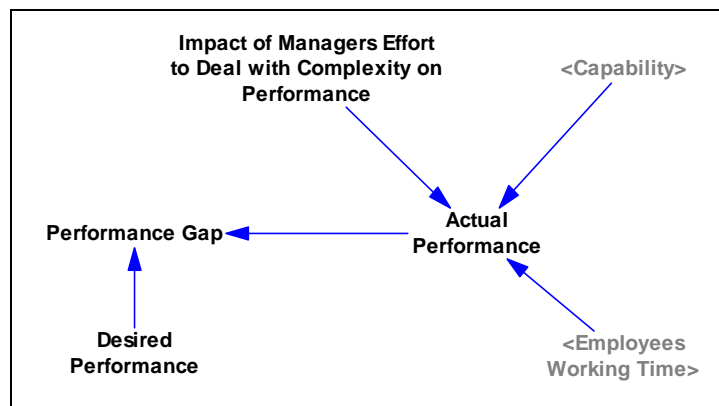 Impact of Managers Effort
to Deal with Complexity on
Performance
<Capability>
Actual
Performance
Performance Gap
Desired
Performance
<Employees
Working Time>